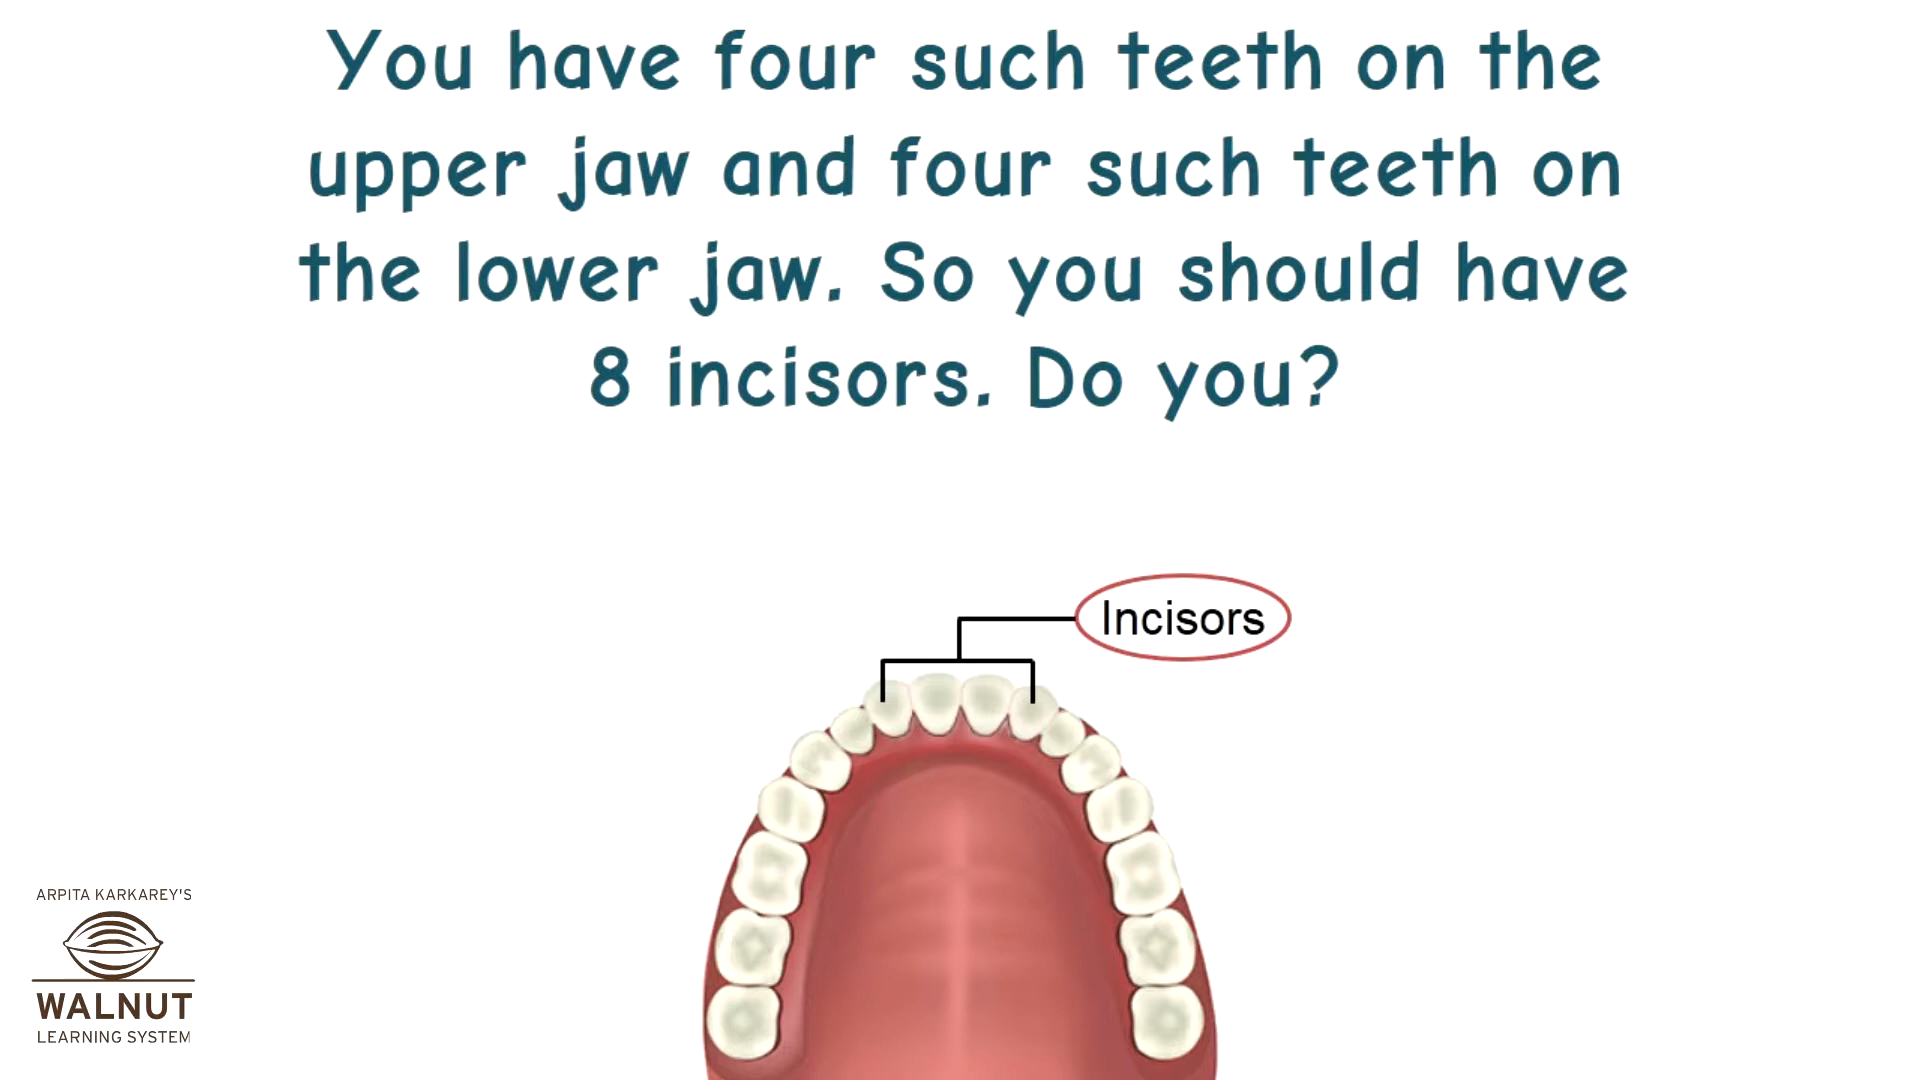 You have four such teeth on the
upper jaw and four such teeth on
the lower jaw. So you should have
8 incisors. Do you?
Incisors
ARPITA KARKAREY'S
WALNUT
LEARNING SYSTEM